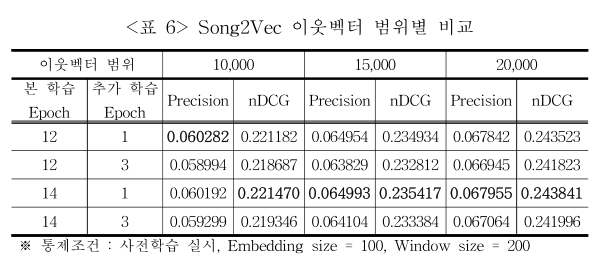 <표 6> Song2Vec 이웃벡터 범위별 비교
이웃벡터 범위 10,000 15,000 20,000
본 학습 Epoch 추가 학습 Epoch Precision nDCG Precision nDCG Precision nDCG
12 1 0.060282 0.221182 0.064954 0.234934 0.067842 0.243523
12 3 0.058994 0.218687 0.063829 0.232812 0.066945 0.241823
14 1 0.060192 0.221470 0.064993 0.235417 0.067955 0.243841
14 3 0.059299 0.219346 0.064104 0.233384 0.067064 0.241996
※ 통제조건 : 사전학습 실시, Embedding size = 100, Window size = 200